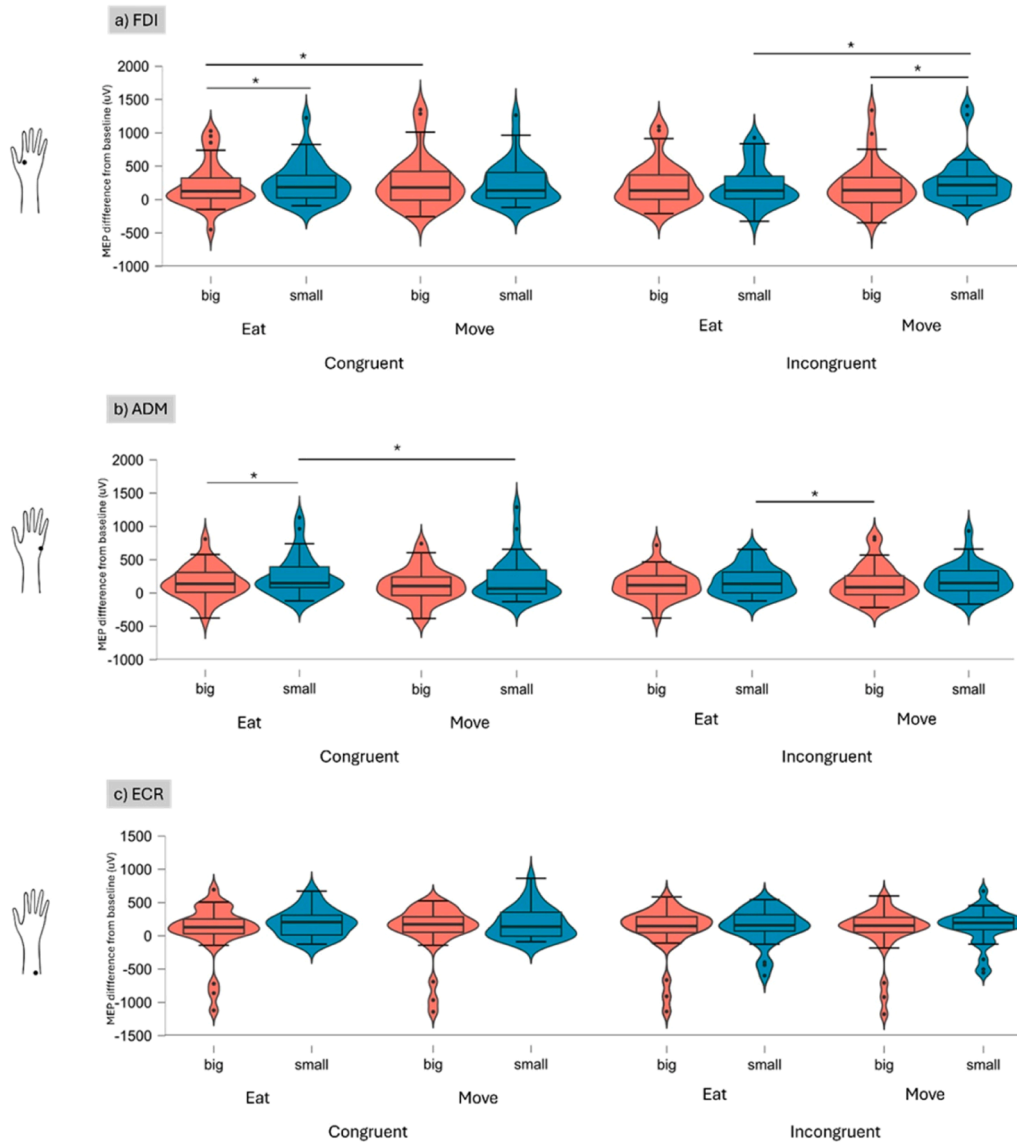 a) FDI
*
*
*
*
MEP diffference from baseline (uV)
2000
1500
1000
500
0
-500
-1000
big small big small big small big small
Eat Move Eat Move
Congruent Incongruent
b) ADM
*
*
*
MEP diffference from baseline (uV)
2000
1500
1000
500
0
-500
-1000
big small big small big small big small
Eat Move Eat Move
Congruent Incongruent
c) ECR
MEP diffference from baseline (uV)
1500
1000
500
0
-500
-1000
-1500
big small big small big small big small
Eat Move Eat Move
Congruent Incongruent